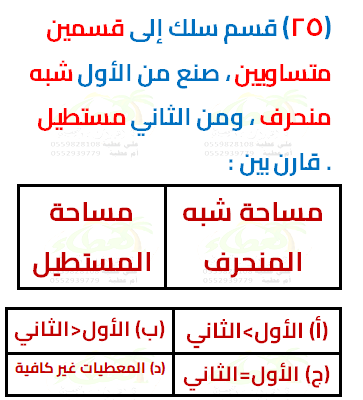 (٢٥) قسم سلك إلى قسمين
متساويين ، صنع من الأول شبه
منحرف ، ومن الثاني مستطيل
. قارن بين :
مساحة شبه المنحرف
مساحة المستطيل
(أ) الأول>الثاني
(ب) الأول<الثاني
(ج) الأول=الثاني
(د) المعطيات غير كافية